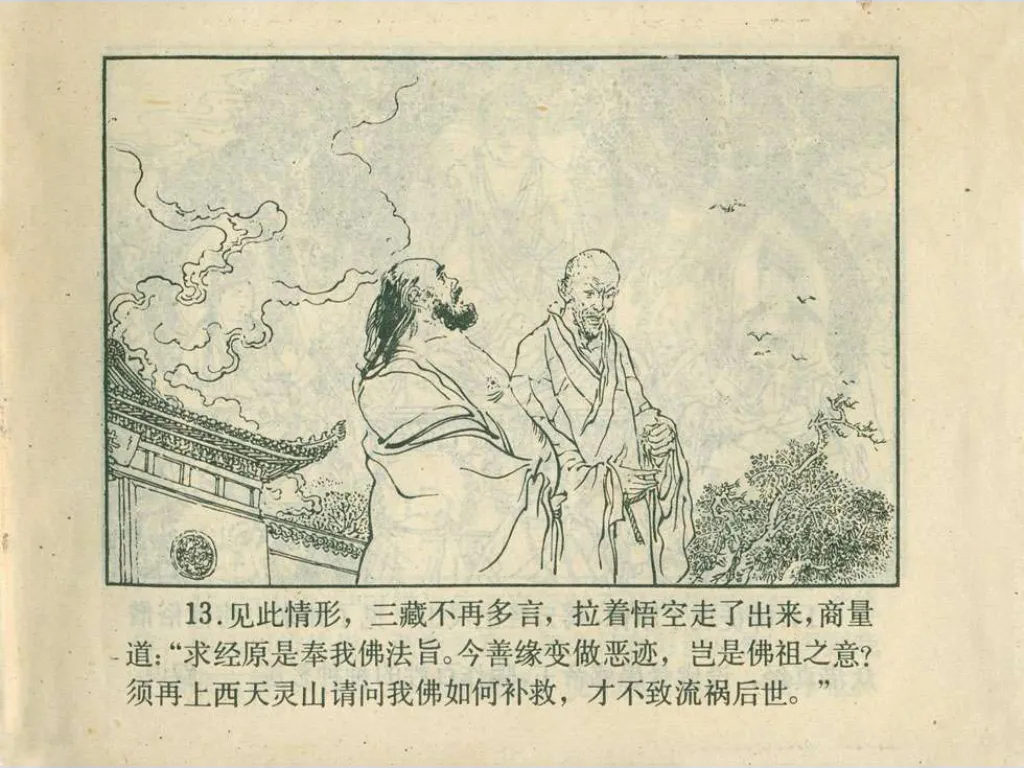 13.见此情形，三藏不再多言，拉着悟空走了出来，商量
道：“求经原是奉我佛法旨。今善缘变做恶迹，岂是佛祖之意？
须再上西天灵山请问我佛如何补救，才不致流祸后世。”